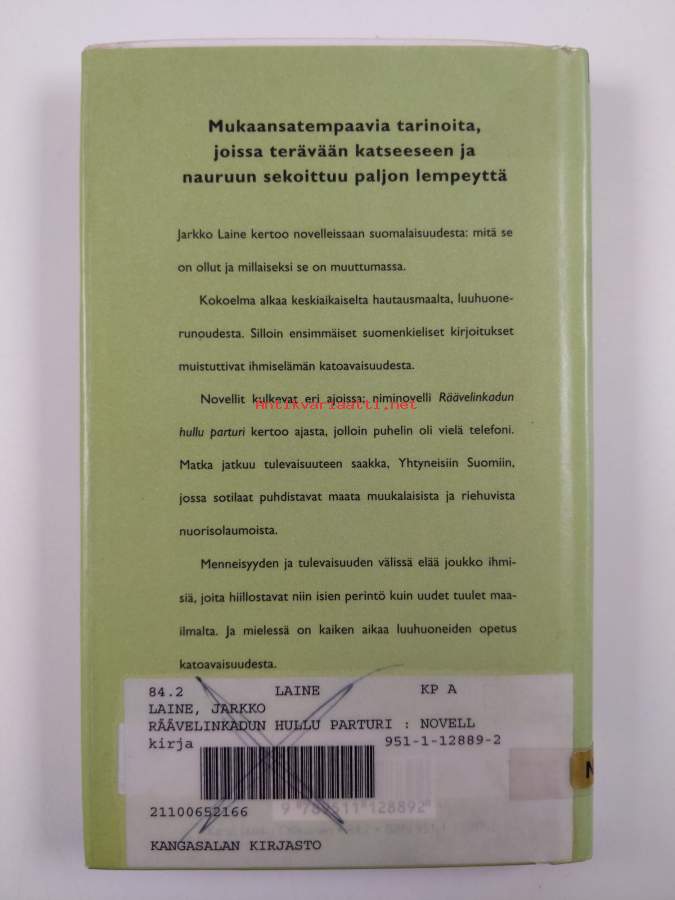 Mukaansatempaavia tarinoita,
joissa terävään katseeseen ja
nauruun sekoittuu paljon lempeyttä
Jarkko Laine kertoo novelleissaan suomalaisuudesta: mitä se
on ollut ja millaiseksi se on muuttumassa.
Kokoelma alkaa keskiaikaiselta hautausmaalta, luuhuone-
runoudesta. Silloin ensimmäiset suomenkieliset kirjoitukset
muistuttivat ihmiselämän katoavaisuudesta.
Novellit kulkevat eri ajoissa: niminovelli Räävelinkadun
Antikvariaatti.net
hullu parturi kertoo ajasta, jolloin puhelin oli vielä telefoni.
Matka jatkuu tulevaisuuteen saakka, Yhtyneisiin Suomiin,
jossa sotilaat puhdistavat maata muukalaisista ja riehuvista
nuorisolaumoista.
Menneisyyden ja tulevaisuuden välissä elää joukko ihmi-
siä, joita hiillostavat niin isien perintö kuin uudet tuulet maa-
ilmalta. Ja mielessä on kaiken aikaa luuhuoneiden opetus
katoavaisuudesta.
84.2 LAINE KP A
LAINE, JARKKO
RÄÄVELINKADUN HULLU PARTURI : NOVELL
kirja 951-1-12889-2
21100652166
KANGASALAN KIRJASTO
N